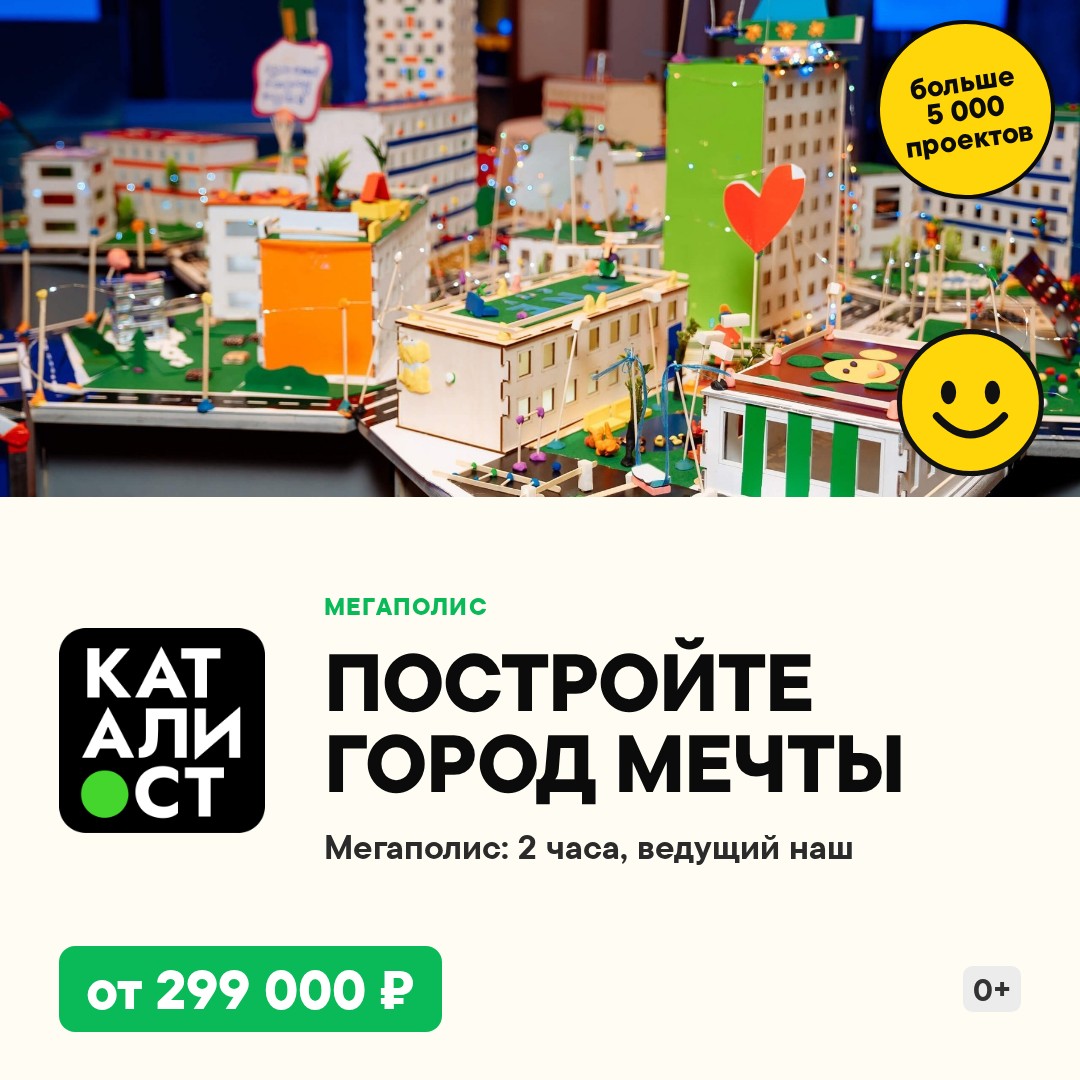 больше
5 000
проектов
МЕГАПОЛИС
КАТ
АЛИ
ОСТ
ПОСТРОЙТЕ
ГОРОД МЕЧТЫ
Мегаполис: 2 часа, ведущий наш
от 299 000 ₽
0+